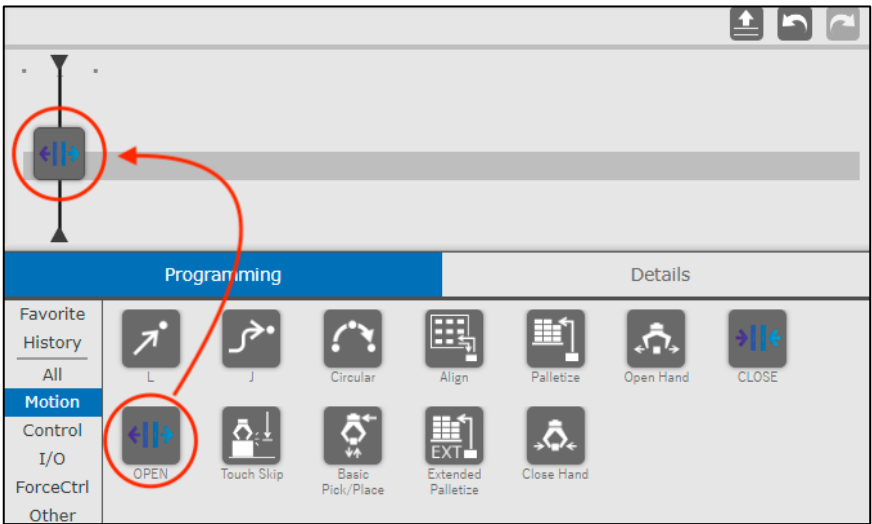 Programming
Details
Favorite
History
All
Motion
Control
I/O
ForceCtrl
Other
L
J
Circular
Align
Palletize
Open Hand
CLOSE
OPEN
Touch Skip
Basic
Pick/Place
EXT
Extended
Palletize
Close Hand